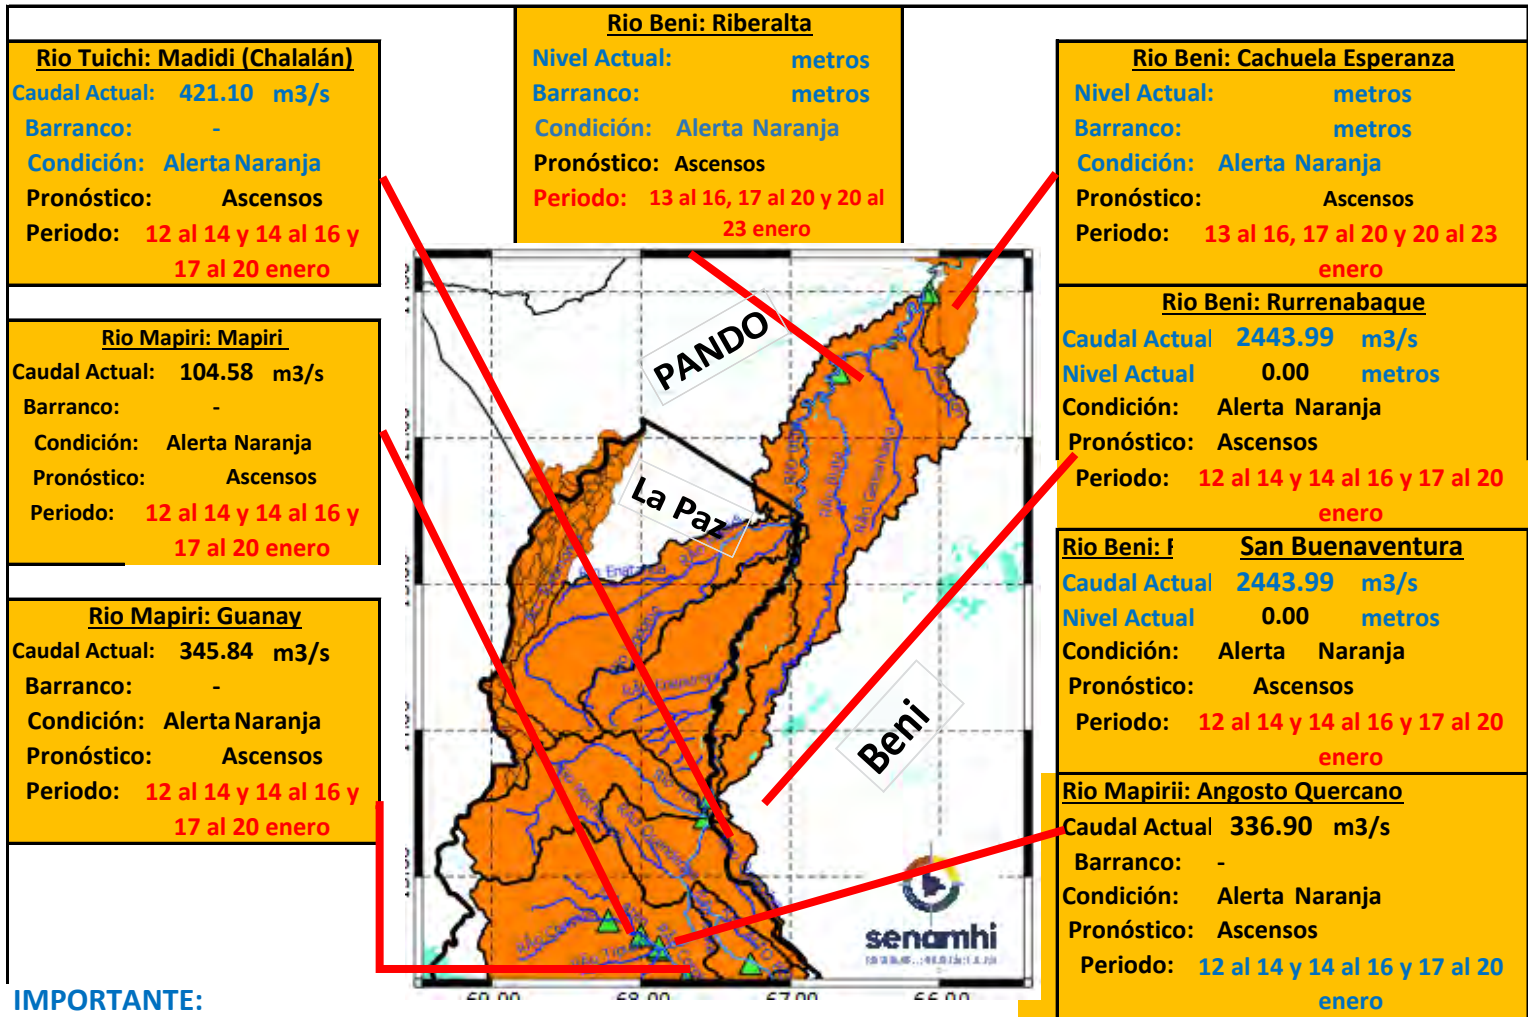 Rio Tuichi: Madidi (Chalalán)
Caudal Actual: 421.10 m3/s
Barranco: -
Condición: Alerta Naranja
Pronóstico: Ascensos
Periodo: 12 al 14 y 14 al 16 y
17 al 20 enero
Rio Mapiri: Mapiri
Caudal Actual: 104.58 m3/s
Barranco: -
Condición: Alerta Naranja
Pronóstico: Ascensos
Periodo: 12 al 14 y 14 al 16 y
17 al 20 enero
Rio Mapiri: Guanay
Caudal Actual: 345.84 m3/s
Barranco: -
Condición: Alerta Naranja
Pronóstico: Ascensos
Periodo: 12 al 14 y 14 al 16 y
17 al 20 enero
Rio Beni: Riberalta
Nivel Actual: metros
Barranco: metros
Condición: Alerta Naranja
Pronóstico: Ascensos
Periodo: 13 al 16, 17 al 20 y 20 al
23 enero
PANDO
La Paz
Beni
senamhi
69.00 68.00 67.00 66.00
Rio Beni: Cachuela Esperanza
Nivel Actual: metros
Barranco: metros
Condición: Alerta Naranja
Pronóstico: Ascensos
Periodo: 13 al 16, 17 al 20 y 20 al 23
enero
Rio Beni: Rurrenabaque
Caudal Actual 2443.99 m3/s
Nivel Actual 0.00 metros
Condición: Alerta Naranja
Pronóstico: Ascensos
Periodo: 12 al 14 y 14 al 16 y 17 al 20
enero
Rio Beni: San Buenaventura
Caudal Actual 2443.99 m3/s
Nivel Actual 0.00 metros
Condición: Alerta Naranja
Pronóstico: Ascensos
Periodo: 12 al 14 y 14 al 16 y 17 al 20
enero
Rio Mapirii: Angosto Quercano
Caudal Actual 336.90 m3/s
Barranco: -
Condición: Alerta Naranja
Pronóstico: Ascensos
Periodo: 12 al 14 y 14 al 16 y 17 al 20
enero
IMPORTANTE: